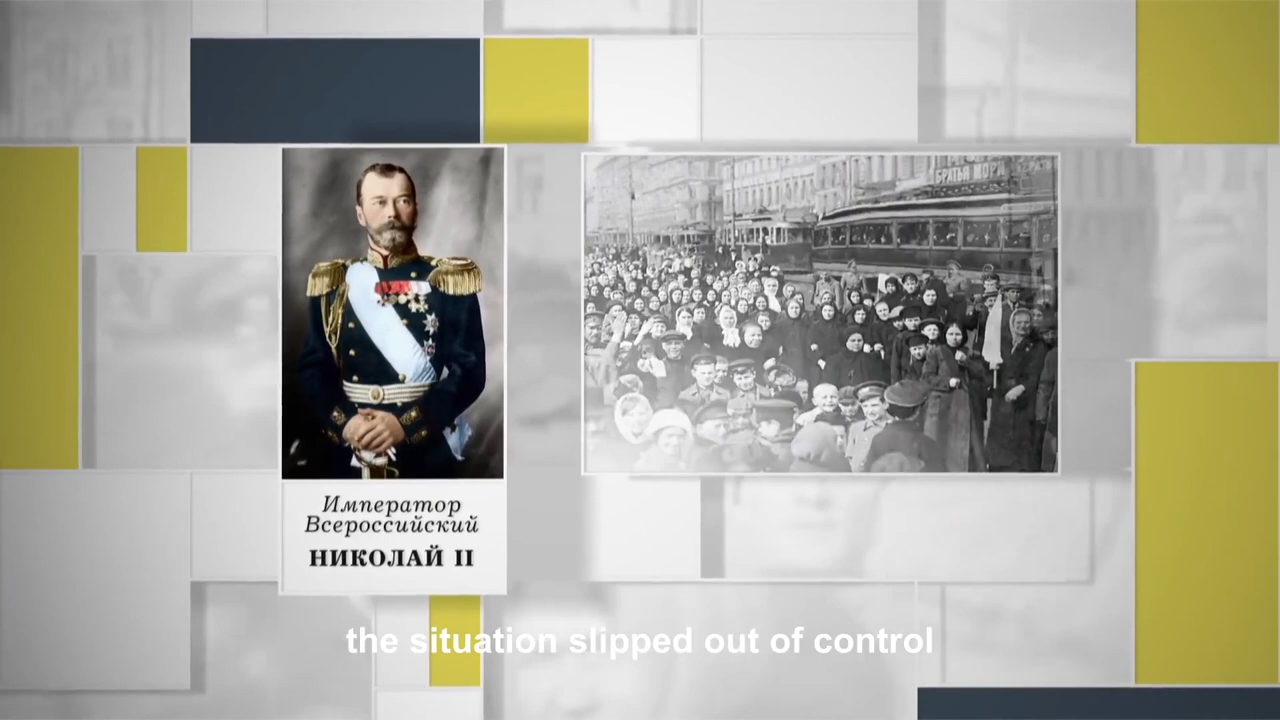 БРАТЬЯ
Император
Всероссийский
НИКОЛАЙ II
the situation slipped out of control